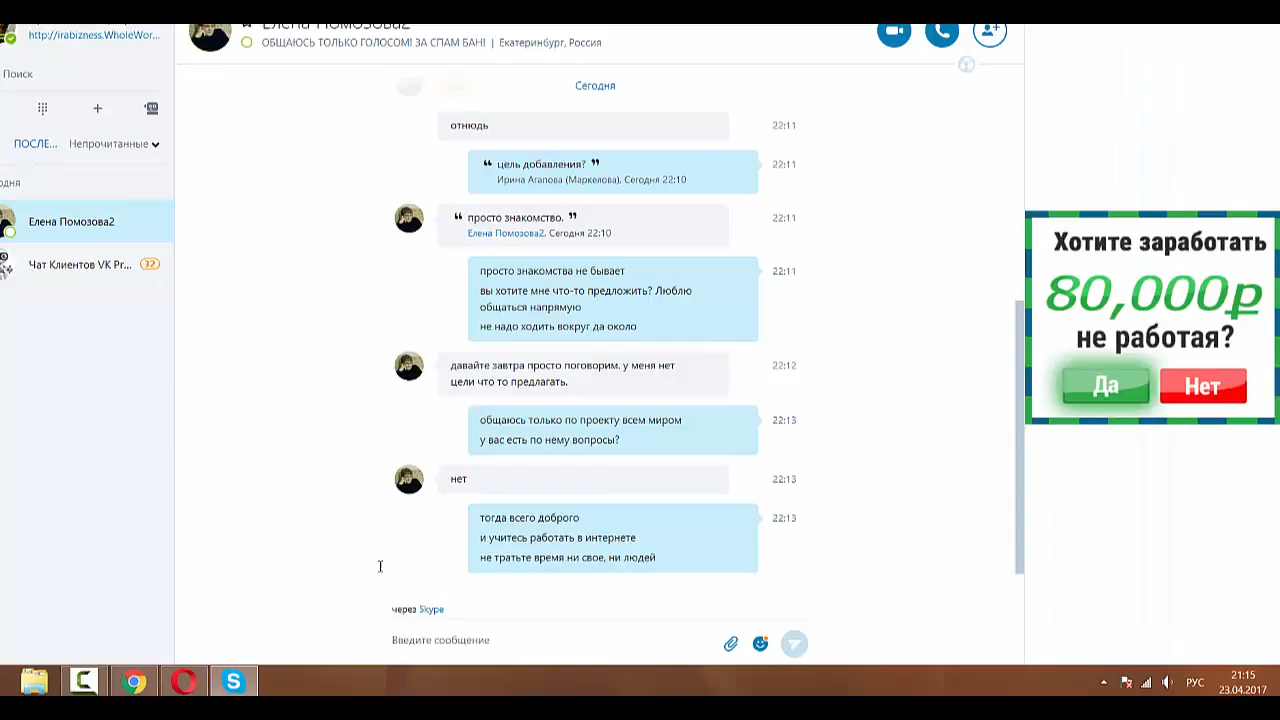 Елена Помозова2
http://irabizness.WholeWor...
ОБЩАЮСЬ ТОЛЬКО ГОЛОСОМ! ЗА СПАМ БАН! | Екатеринбург, Россия
Поиск
ПОСЛЕ... Непрочитанные
одня
Елена Помозова2
Чат Клиентов VK Pr... 32
Сегодня
отнюдь 22:11
❝ цель добавления? ❞ 22:11
Ирина Агапова (Маркелова), Сегодня 22:10
❝ просто знакомство. ❞ 22:11
Елена Помозова2, Сегодня 22:10
просто знакомства не бывает 22:11
вы хотите мне что-то предложить? Люблю
общаться напрямую
не надо ходить вокруг да около
давайте завтра просто поговорим. у меня нет 22:12
цели что то предлагать.
общаюсь только по проекту всем миром 22:13
у вас есть по нему вопросы?
нет 22:13
тогда всего доброго 22:13
и учитесь работать в интернете
не тратьте время ни свое, ни людей
через Skype
Введите сообщение
Хотите заработать
80,000р
не работая?
Да Нет
РУС
21:15
23.04.2017